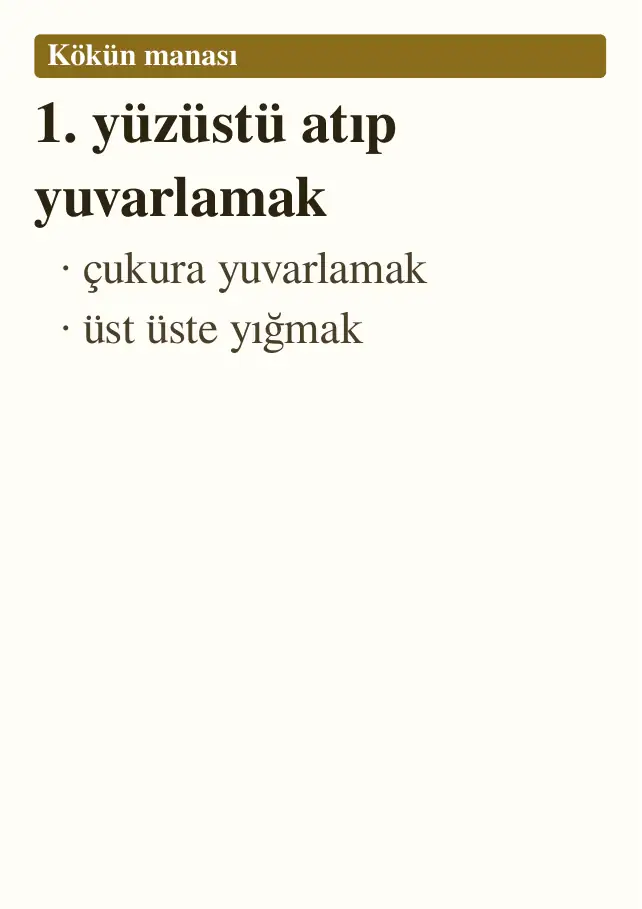 Kökün manası
1. yüzüstü atıp
yuvarlamak
· çukura yuvarlamak
· üst üste yığmak